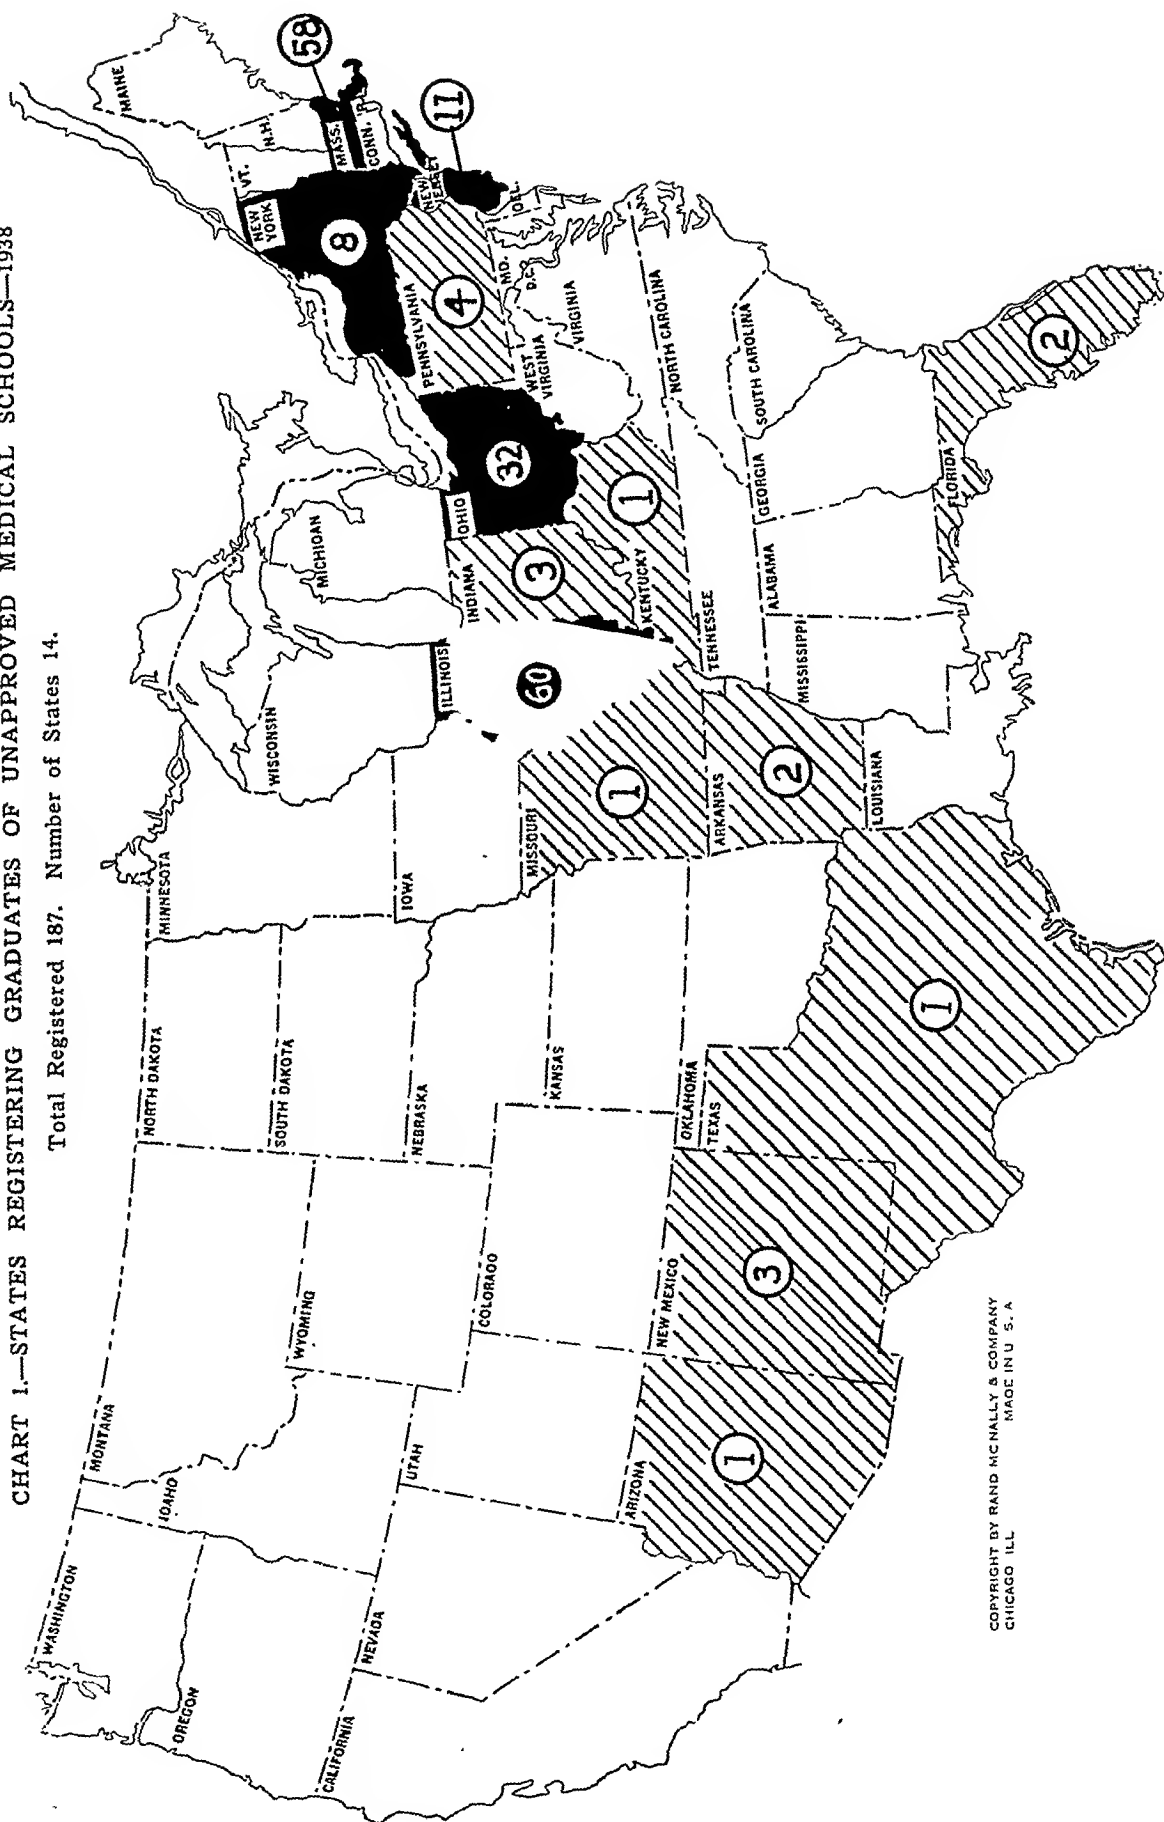 CHART 1.—STATES REGISTERING GRADUATES OF UNAPPROVED MEDICAL SCHOOLS—1938
Total Registered 187. Number of States 14.
WASHINGTON
MONTANA
NORTH DAKOTA
MINNESOTA
MAINE
OREGON
IDAHO
WYOMING
SOUTH DAKOTA
WISCONSIN
MICHIGAN
VT.
N.H.
NEW
YORK
8
MASS.
58
CONN.
R.I.
CALIFORNIA
NEVADA
UTAH
COLORADO
NEBRASKA
IOWA
ILLINOIS
60
INDIANA
3
OHIO
32
PENNSYLVANIA
4
NEW
JERSEY
11
DEL.
MD.
D.C.
WEST
VIRGINIA
VIRGINIA
KANSAS
MISSOURI
1
KENTUCKY
1
ARIZONA
1
NEW MEXICO
3
OKLAHOMA
TEXAS
1
ARKANSAS
2
TENNESSEE
NORTH CAROLINA
SOUTH CAROLINA
LOUISIANA
MISSISSIPPI
ALABAMA
GEORGIA
FLORIDA
2
COPYRIGHT BY RAND MCNALLY & COMPANY
CHICAGO ILL MADE IN U S. A